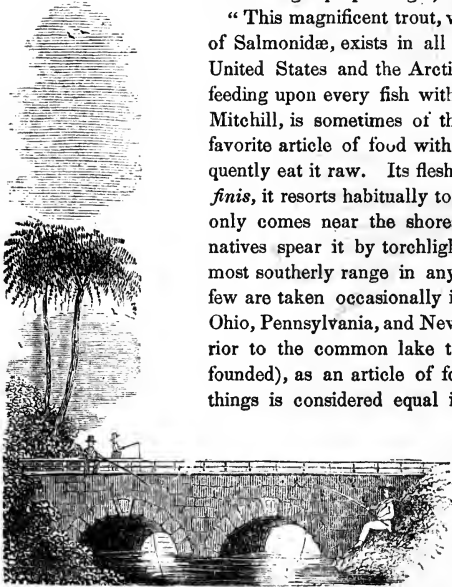 “ This magnificent trout, 
of Salmonidæ, exists in all
United States and the Arcti
feeding upon every fish with
Mitchill, is sometimes of th
favorite article of food with
quently eat it raw. Its flesh
finis, it resorts habitually to
only comes near the shore
natives spear it by torchligh
most southerly range in any
few are taken occasionally i
Ohio, Pennsylvania, and New
rior to the common lake t
founded), as an article of fo
things is considered equal i